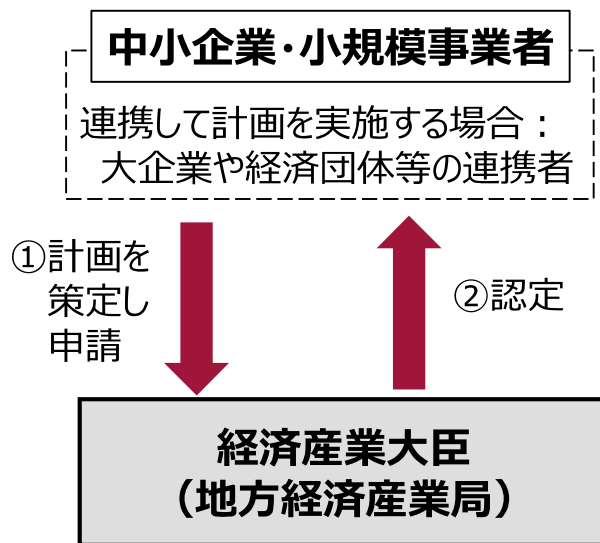 中小企業・小規模事業者
連携して計画を実施する場合：
大企業や経済団体等の連携者
①計画を
策定し
申請
②認定
経済産業大臣
（地方経済産業局）